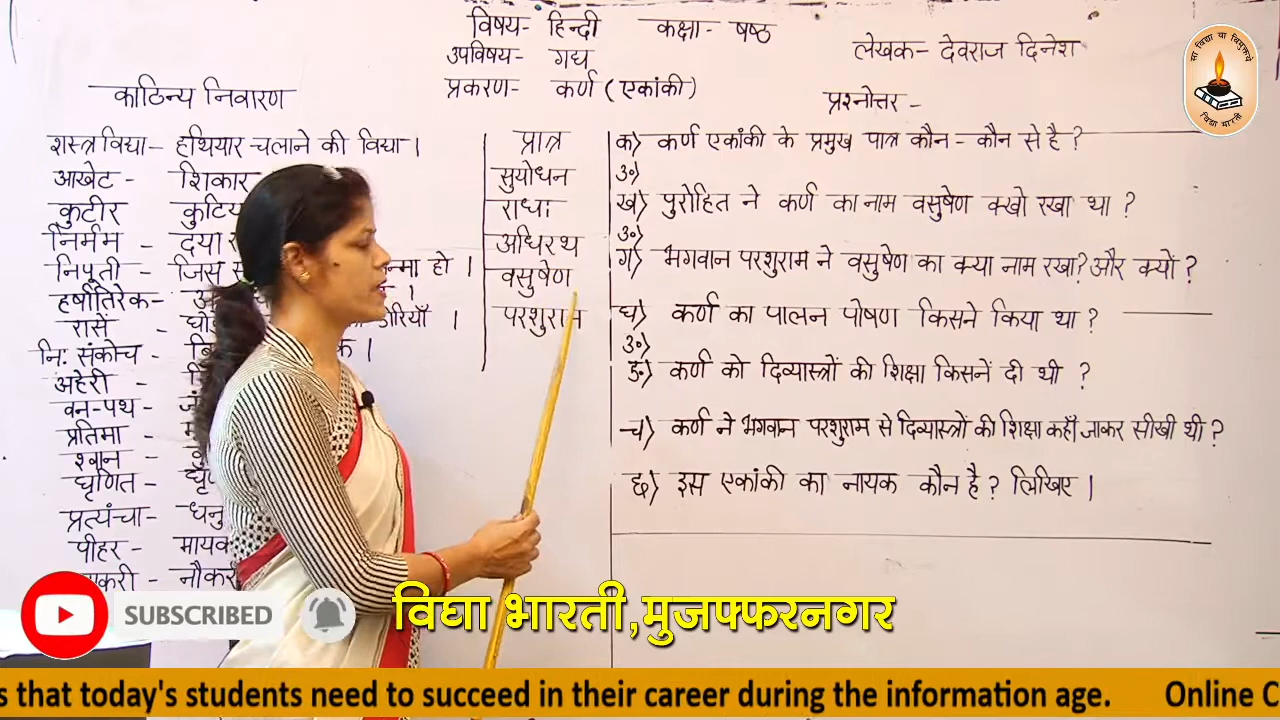 विषय- हिन्दी कक्षा- षष्ठ
उपविषय- गद्य
लेखक- देवराज दिनेश
प्रकरण- कर्ण (एकांकी)
काठिन्य निवारण
शस्त्रविद्या- हथियार चलाने की विद्या।
आखेट- शिकार
कुटीर
निर्मम -
निपूती - न्मा हो।
हर्षातिरेक-
रासें
निः संकोच -
अहेरी -
वन-पथ -
प्रतिमा -
श्वान -
घृणित -
प्रत्यंचा- धनु
पीहर - मायक
नौकरी
पात्र
सुयोधन
राधा
अधिरथ
वसुषेण
परशुराम
प्रश्नोत्तर -
क) कर्ण एकांकी के प्रमुख पात्र कौन-कौन से है?
उ०)
ख) पुरोहित ने कर्ण का नाम वसुषेण क्यो रखा था?
उ०)
ग) भगवान परशुराम ने वसुषेण का क्या नाम रखा? और क्यों?
घ) कर्ण का पालन पोषण किसने किया था?
उ०)
ङ) कर्ण को दिव्यास्त्रों की शिक्षा किसनें दी थी ?
च) कर्ण ने भगवान परशुराम से दिव्यास्त्रों की शिक्षा कहाँ जाकर सीखी थी?
छ) इस एकांकी का नायक कौन है? लिखिए।
सा विद्या या विमुक्तये
विद्या भारती
SUBSCRIBED
विद्या भारती,मुजफ्फरनगर
s that today's students need to succeed in their career during the information age. Online C